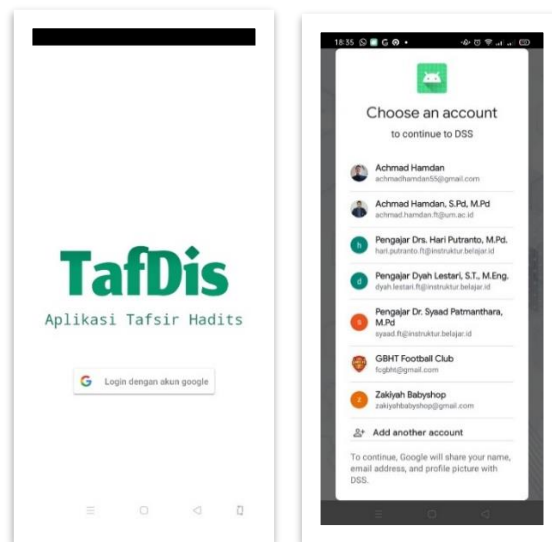 TafDis
Aplikasi Tafsir Hadits
Login dengan akun google
18:35
Choose an account
to continue to DSS
Achmad Hamdan
achmadhamdan55@gmail.com
Achmad Hamdan, S.Pd, M.Pd
achmad.hamdan.ft@um.ac.id
h
Pengajar Drs. Hari Putranto, M.Pd.
hari.putranto.ft@instruktur.belajar.id
d
Pengajar Dyah Lestari, S.T., M.Eng.
dyah.lestari.ft@instruktur.belajar.id
s
Pengajar Dr. Syaad Patmanthara,
M.Pd
syaad.ft@instruktur.belajar.id
GBHT Football Club
fcgbht@gmail.com
z
Zakiyah Babyshop
zakiyahbabyshop@gmail.com
Add another account
To continue, Google will share your name,
email address, and profile picture with
DSS.